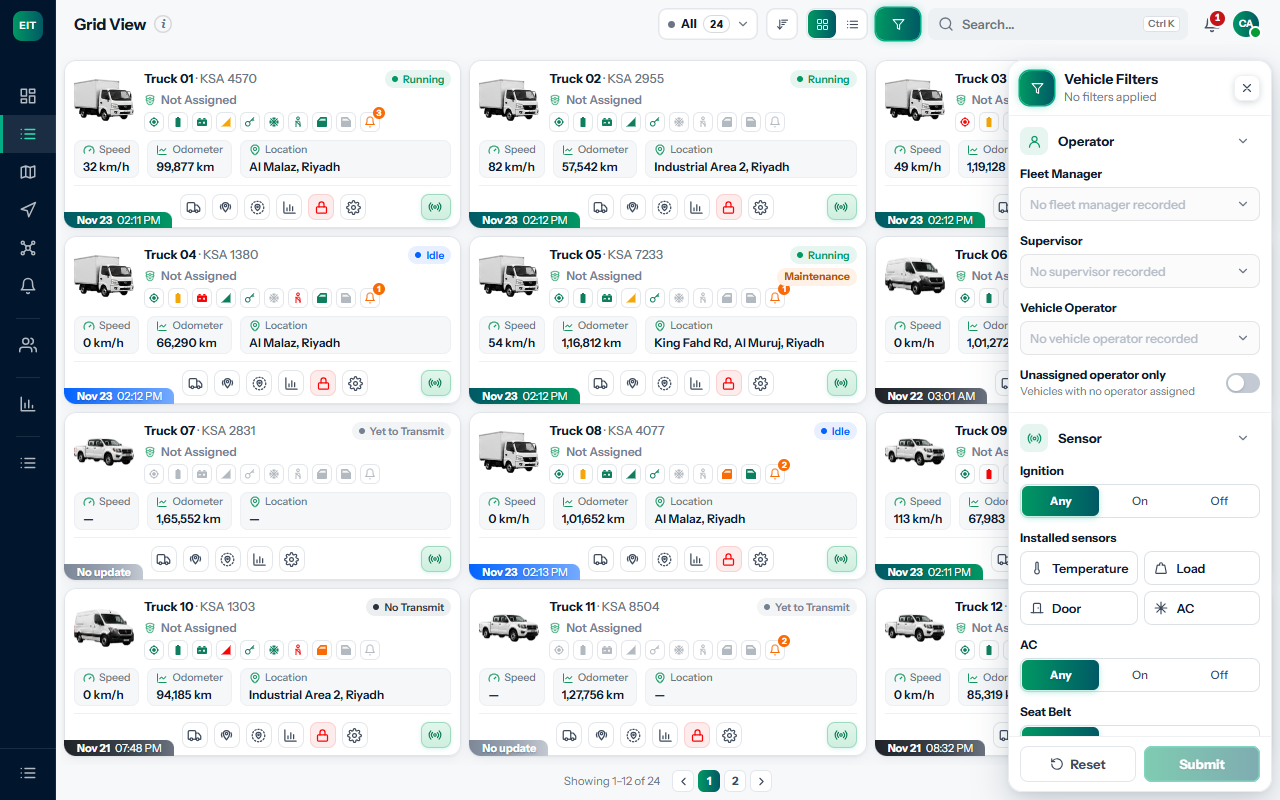 EIT
Grid View
All 24
Search...
Ctrl K
1
CA
Truck 01 · KSA 4570
Running
Not Assigned
3
Speed
32 km/h
Odometer
99,877 km
Location
Al Malaz, Riyadh
Nov 23 02:11 PM
Truck 02 · KSA 2955
Running
Not Assigned
Speed
82 km/h
Odometer
57,542 km
Location
Industrial Area 2, Riyadh
Nov 23 02:12 PM
Truck 03
Not As
Speed
49 km/h
Odor
1,19,128
Nov 23 02:12 PM
Truck 04 · KSA 1380
Idle
Not Assigned
1
Speed
0 km/h
Odometer
66,290 km
Location
Al Malaz, Riyadh
Nov 23 02:12 PM
Truck 05 · KSA 7233
Running
Not Assigned
Maintenance
1
Speed
54 km/h
Odometer
1,16,812 km
Location
King Fahd Rd, Al Muruj, Riyadh
Nov 23 02:12 PM
Truck 06
Not As
Speed
0 km/h
Odor
1,01,272
Nov 22 03:01 AM
Truck 07 · KSA 2831
Yet to Transmit
Not Assigned
Speed
—
Odometer
1,65,552 km
Location
—
No update
Truck 08 · KSA 4077
Idle
Not Assigned
2
Speed
0 km/h
Odometer
1,01,652 km
Location
Al Malaz, Riyadh
Nov 23 02:13 PM
Truck 09
Not As
Speed
113 km/h
Odor
67,983
Nov 23 02:11 PM
Truck 10 · KSA 1303
No Transmit
Not Assigned
Speed
0 km/h
Odometer
94,185 km
Location
Industrial Area 2, Riyadh
Nov 21 07:48 PM
Truck 11 · KSA 8504
Yet to Transmit
Not Assigned
2
Speed
—
Odometer
1,27,756 km
Location
—
No update
Truck 12 ·
Not As
Speed
0 km/h
Odor
85,319 k
Nov 21 08:32 PM
Showing 1–12 of 24
1 2
Vehicle Filters
No filters applied
Operator
Fleet Manager
No fleet manager recorded
Supervisor
No supervisor recorded
Vehicle Operator
No vehicle operator recorded
Unassigned operator only
Vehicles with no operator assigned
Sensor
Ignition
Any On Off
Installed sensors
Temperature Load
Door AC
AC
Any On Off
Seat Belt
Reset Submit